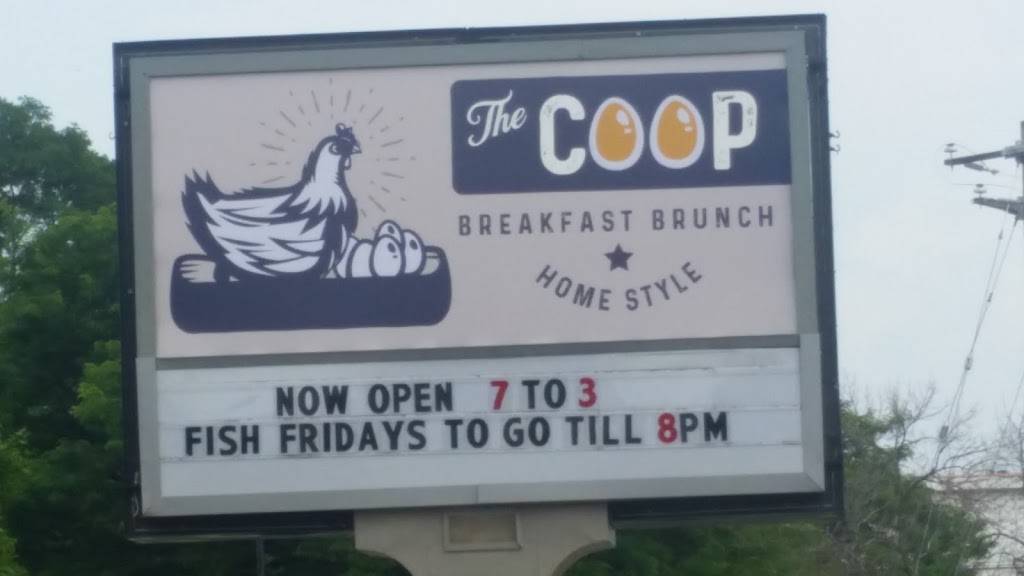 The COOP
BREAKFAST BRUNCH
HOME STYLE
NOW OPEN 7 TO 3
FISH FRIDAYS TO GO TILL 8PM